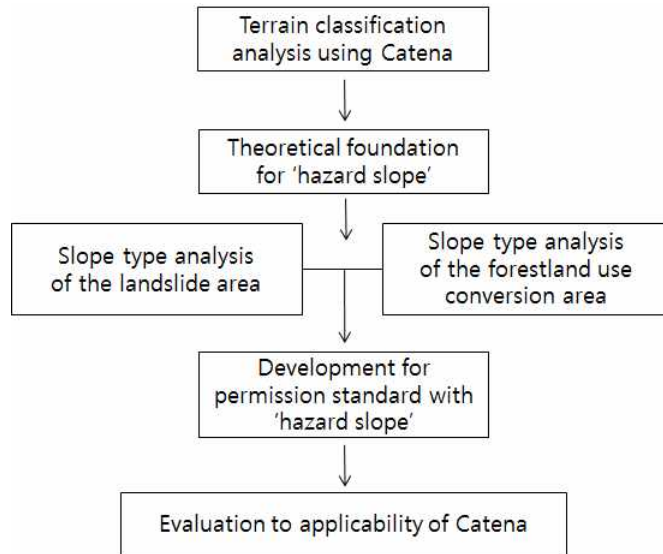 Terrain classification
analysis using Catena
Theoretical foundation
for 'hazard slope'
Slope type analysis
of the landslide area
Slope type analysis
of the forestland use
conversion area
Development for
permission standard with
'hazard slope'
Evaluation to applicability of Catena